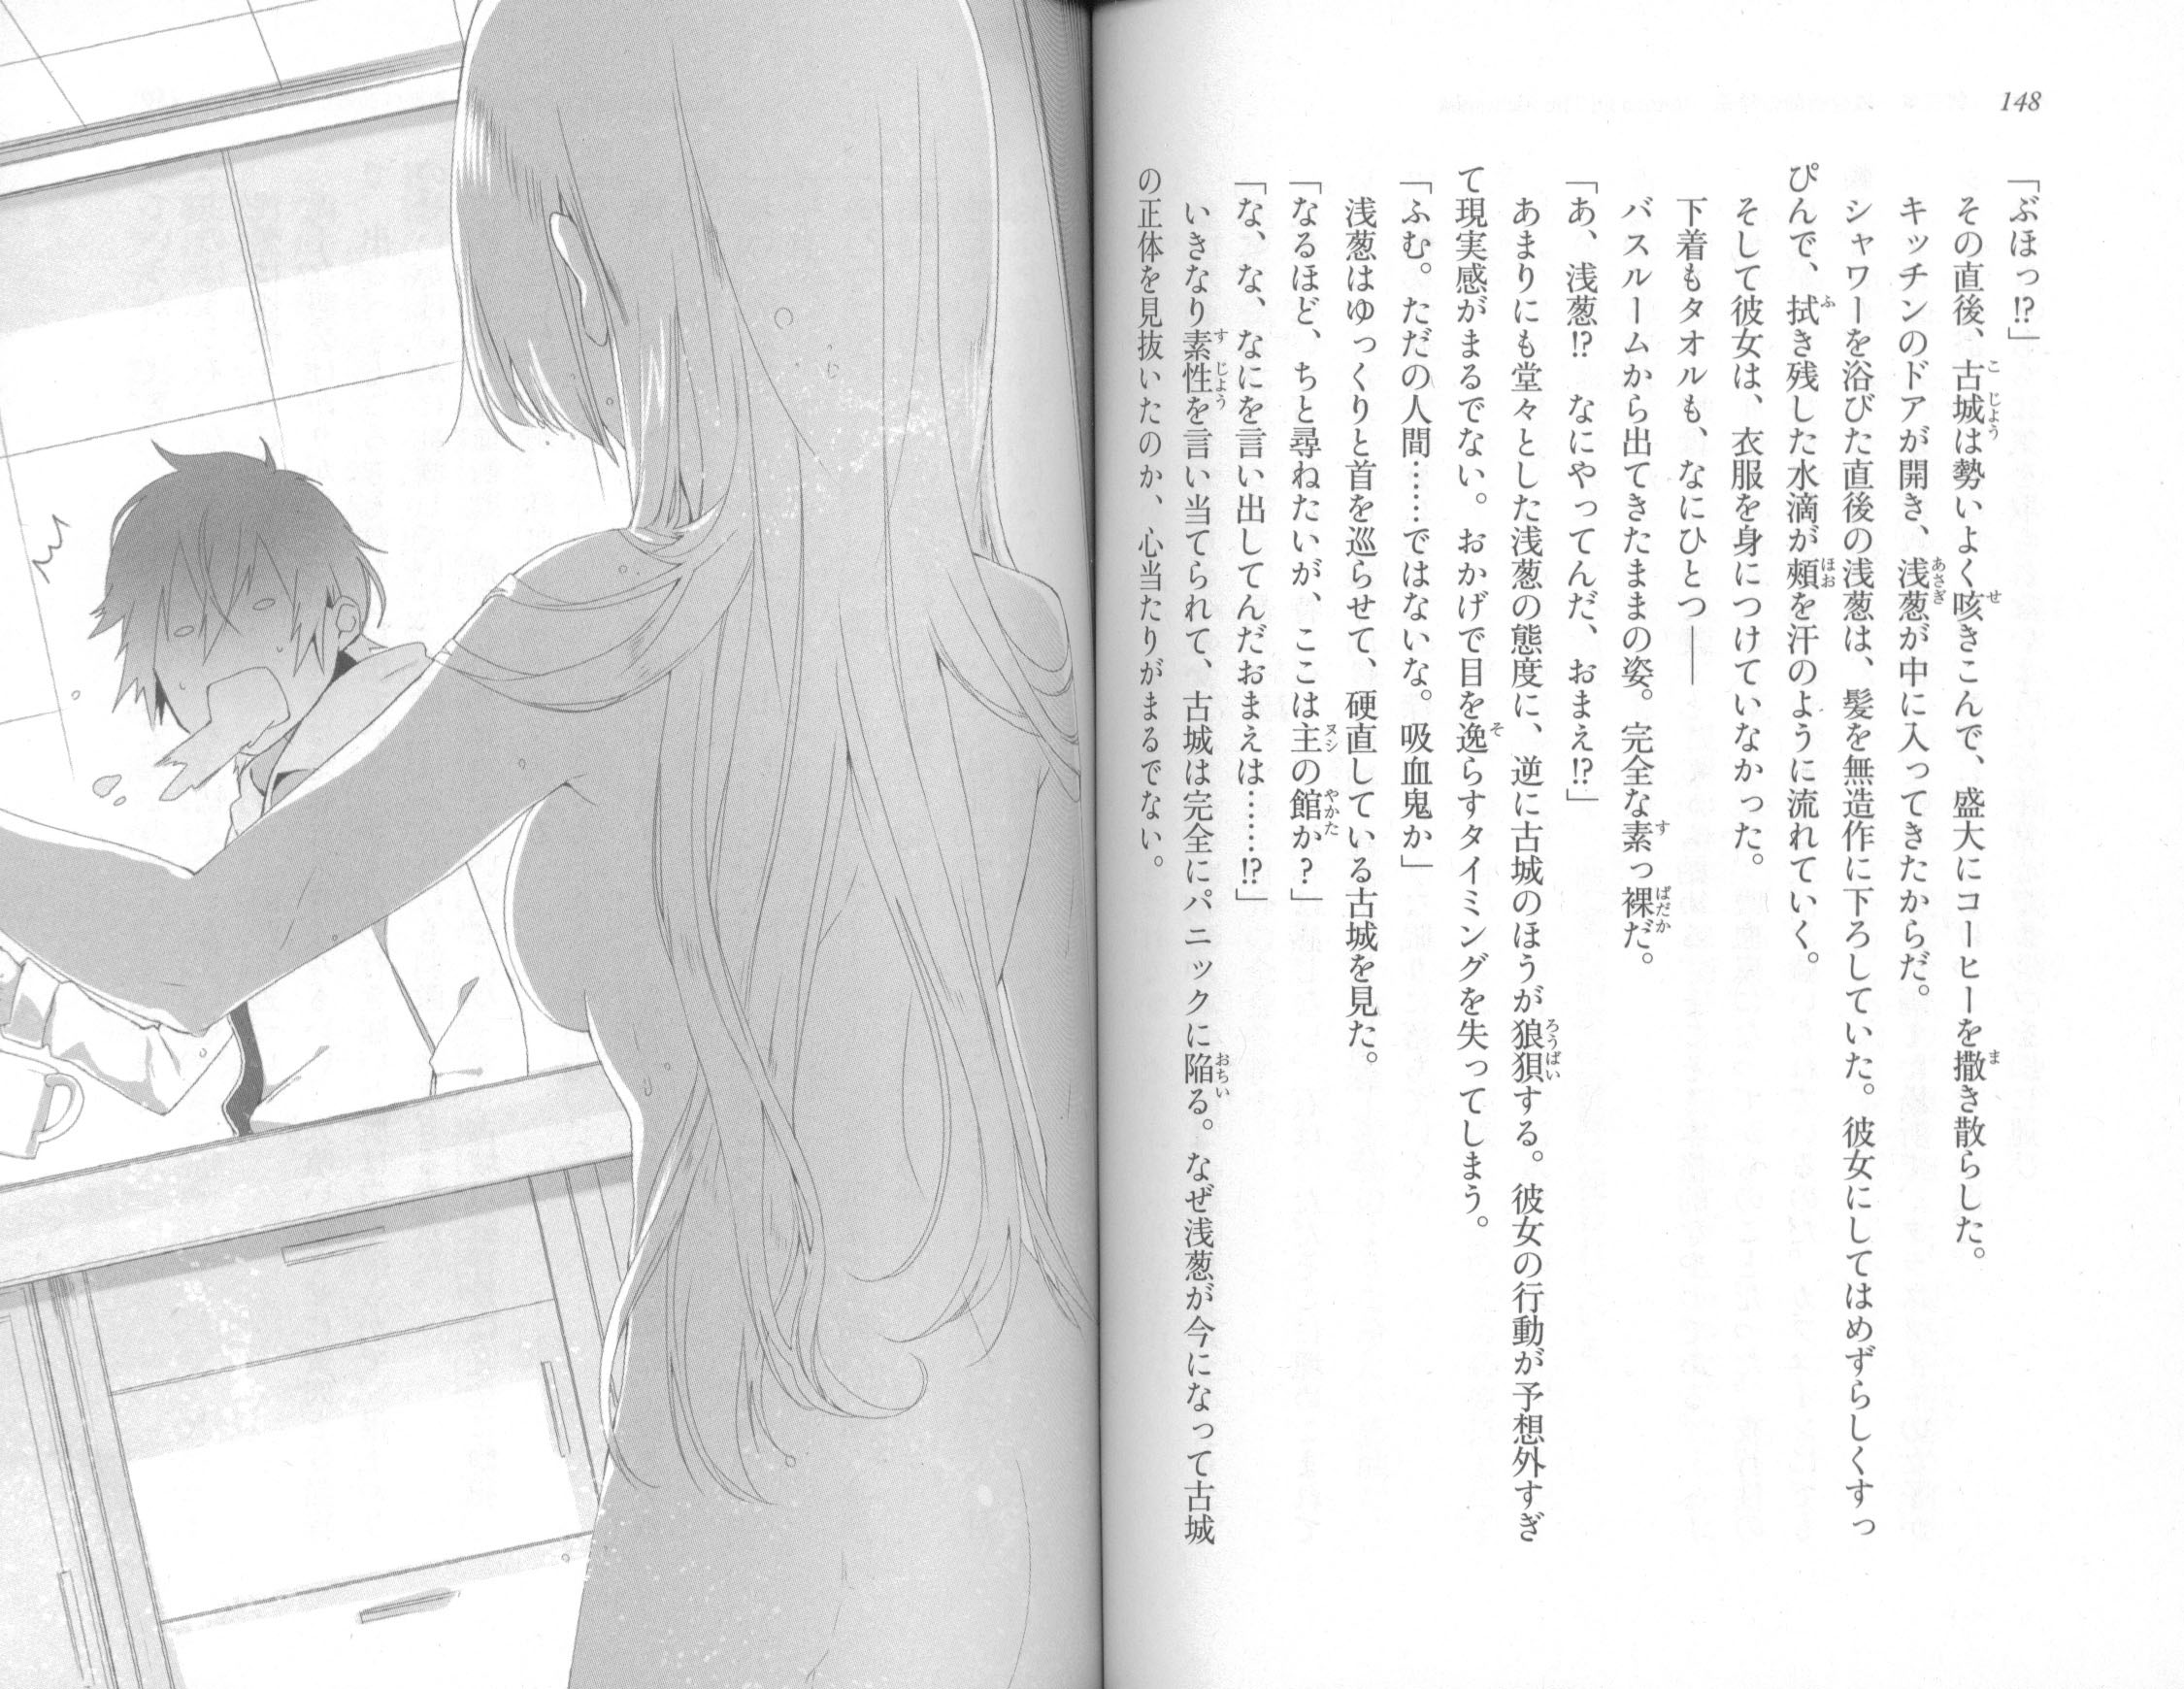 148
「ぶほっ!?」
その直後、古城は勢いよく咳きこんで、盛大にコーヒーを撒き散らした。
キッチンのドアが開き、浅葱が中に入ってきたからだ。
シャワーを浴びた直後の浅葱は、髪を無造作に下ろしていた。彼女にしてはめずらしくすっ
ぴんで、拭き残した水滴が頬を汗のように流れていく。
そして彼女は、衣服を身につけていなかった。
下着もタオルも、なにひとつ――
バスルームから出てきたままの姿。完全な素っ裸だ。
「あ、浅葱!?　なにやってんだ、おまえ!?」
あまりにも堂々とした浅葱の態度に、逆に古城のほうが狼狽する。彼女の行動が予想外すぎ
て現実感がまるでない。おかげで目を逸らすタイミングを失ってしまう。
「ふむ。ただの人間……ではないな。吸血鬼か」
浅葱はゆっくりと首を巡らせて、硬直している古城を見た。
「なるほど、ちと尋ねたいが、ここは主の館か？」
「な、な、なにを言い出してんだおまえは……!?」
いきなり素性を言い当てられて、古城は完全にパニックに陥る。なぜ浅葱が今になって古城
の正体を見抜いたのか、心当たりがまるでない。